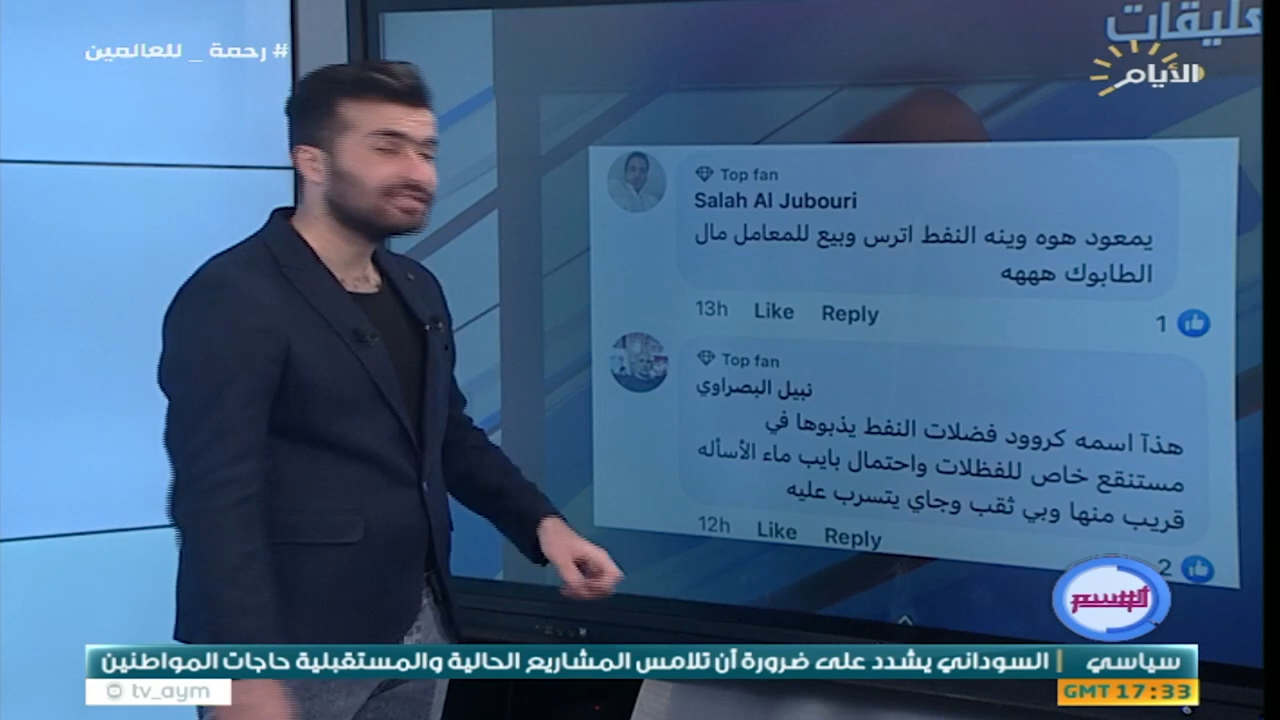 # رحمة _ للعالمين
الأيام
Top fan
Salah Al Jubouri
يمعود هوه وينه النفط اترس وبيع للمعامل مال
الطابوك هههه
13h Like Reply
1
Top fan
نبيل البصراوي
هذآ اسمه كروود فضلات النفط يذبوها في
مستنقع خاص للفظلات واحتمال بايب ماء الأسأله
قريب منها وبي ثقب وجاي يتسرب عليه
12h Like Reply
2
سياسي | السوداني يشدد على ضرورة أن تلامس المشاريع الحالية والمستقبلية حاجات المواطنين
tv_aym
GMT 17:33